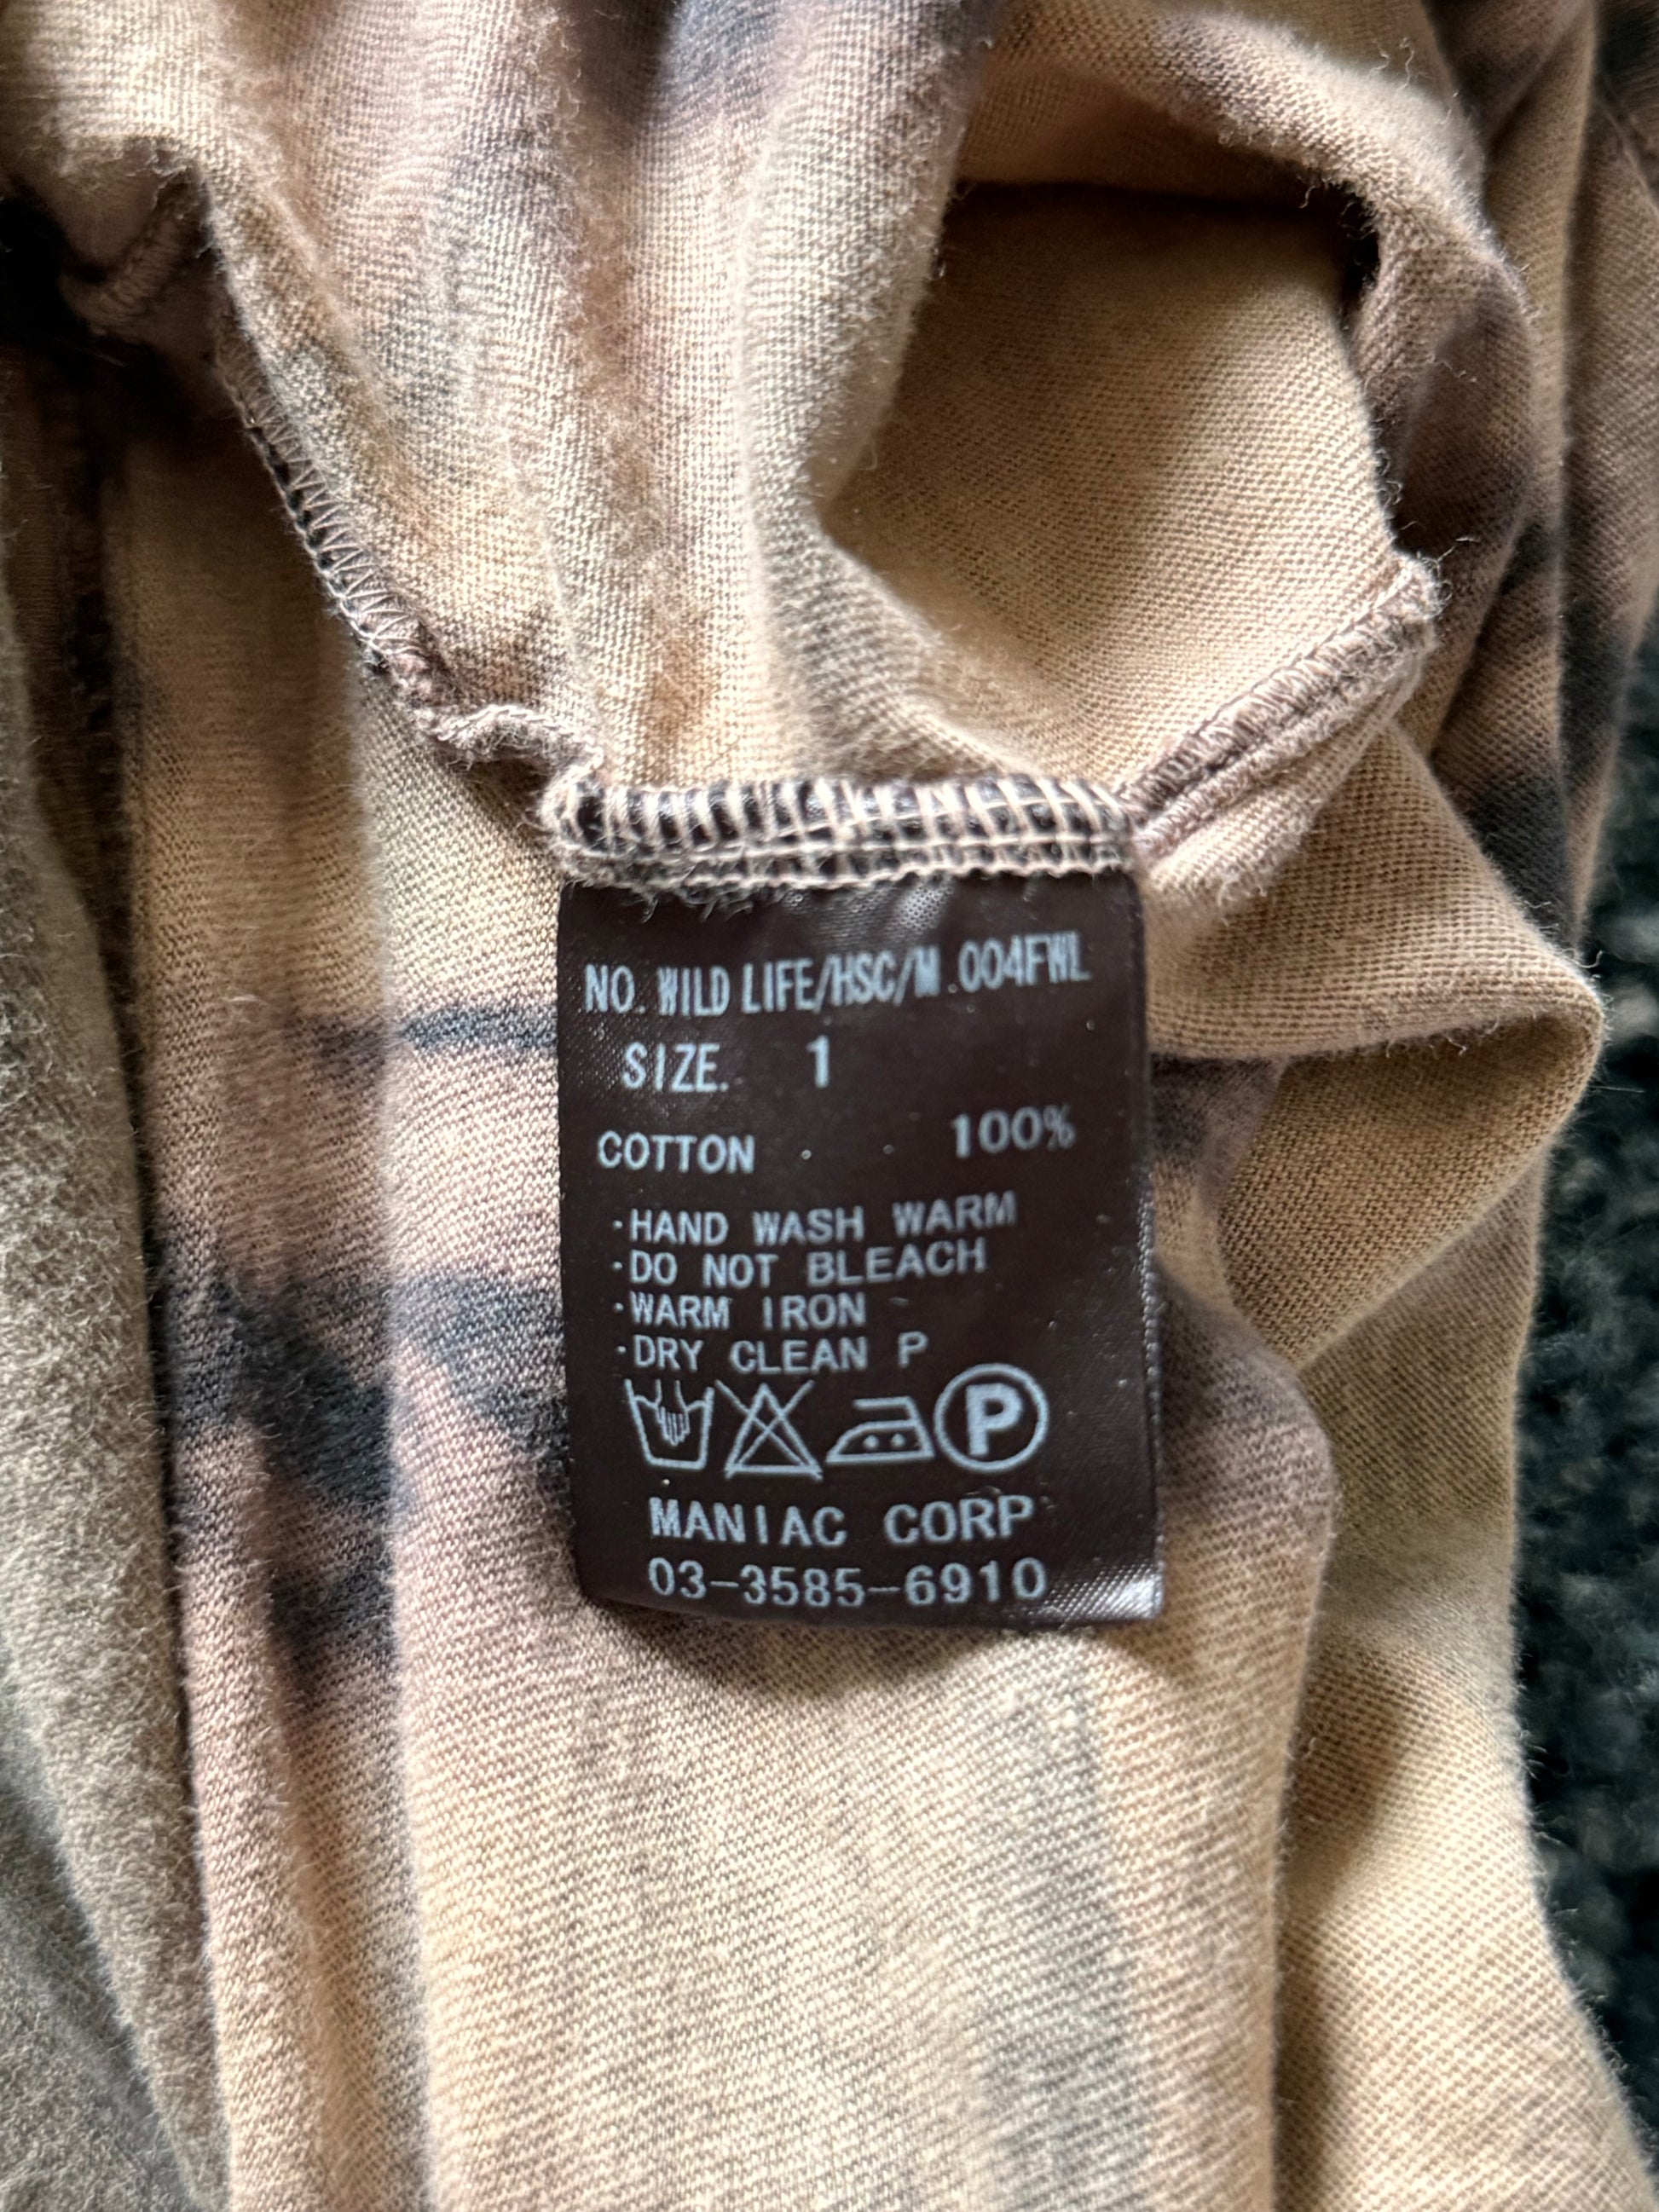 NO. WILD LIFE/HSC/M.004FWL
SIZE. 1
COTTON 100%
·HAND WASH WARM
·DO NOT BLEACH
·WARM IRON
·DRY CLEAN P
P
MANIAC CORP
03-3585-6910